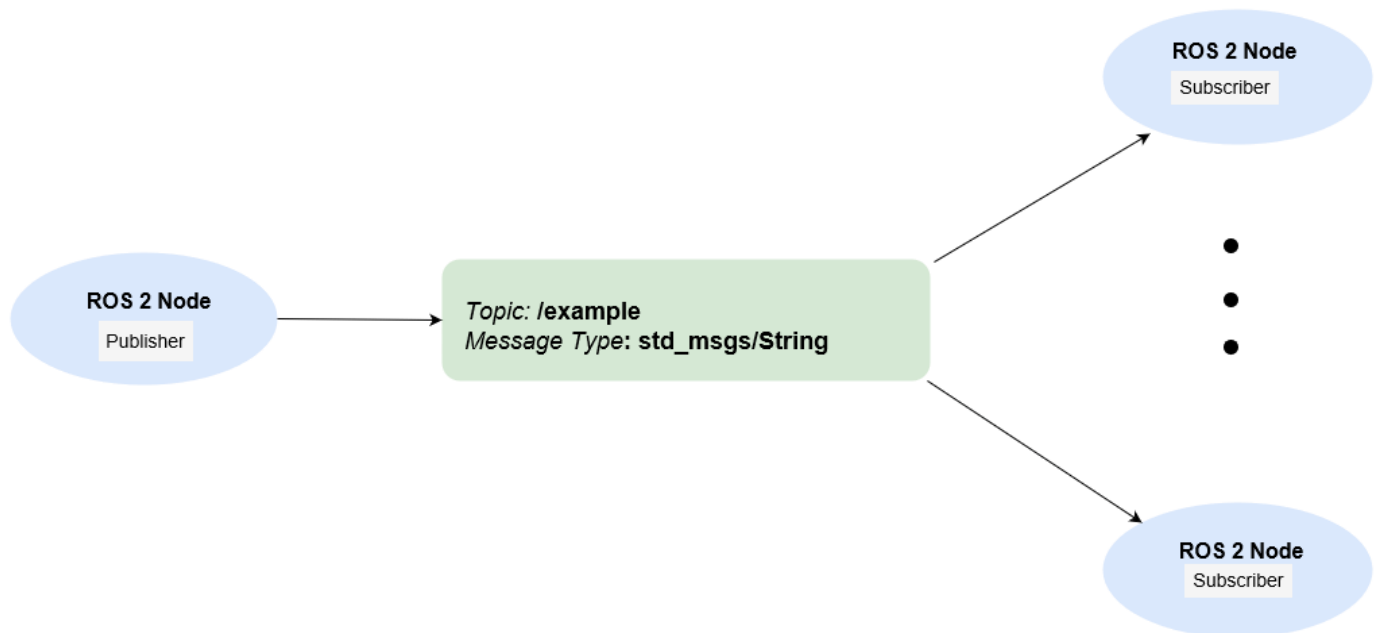 ROS 2 Node
Subscriber
ROS 2 Node
Publisher
Topic: /example
Message Type: std_msgs/String
ROS 2 Node
Subscriber